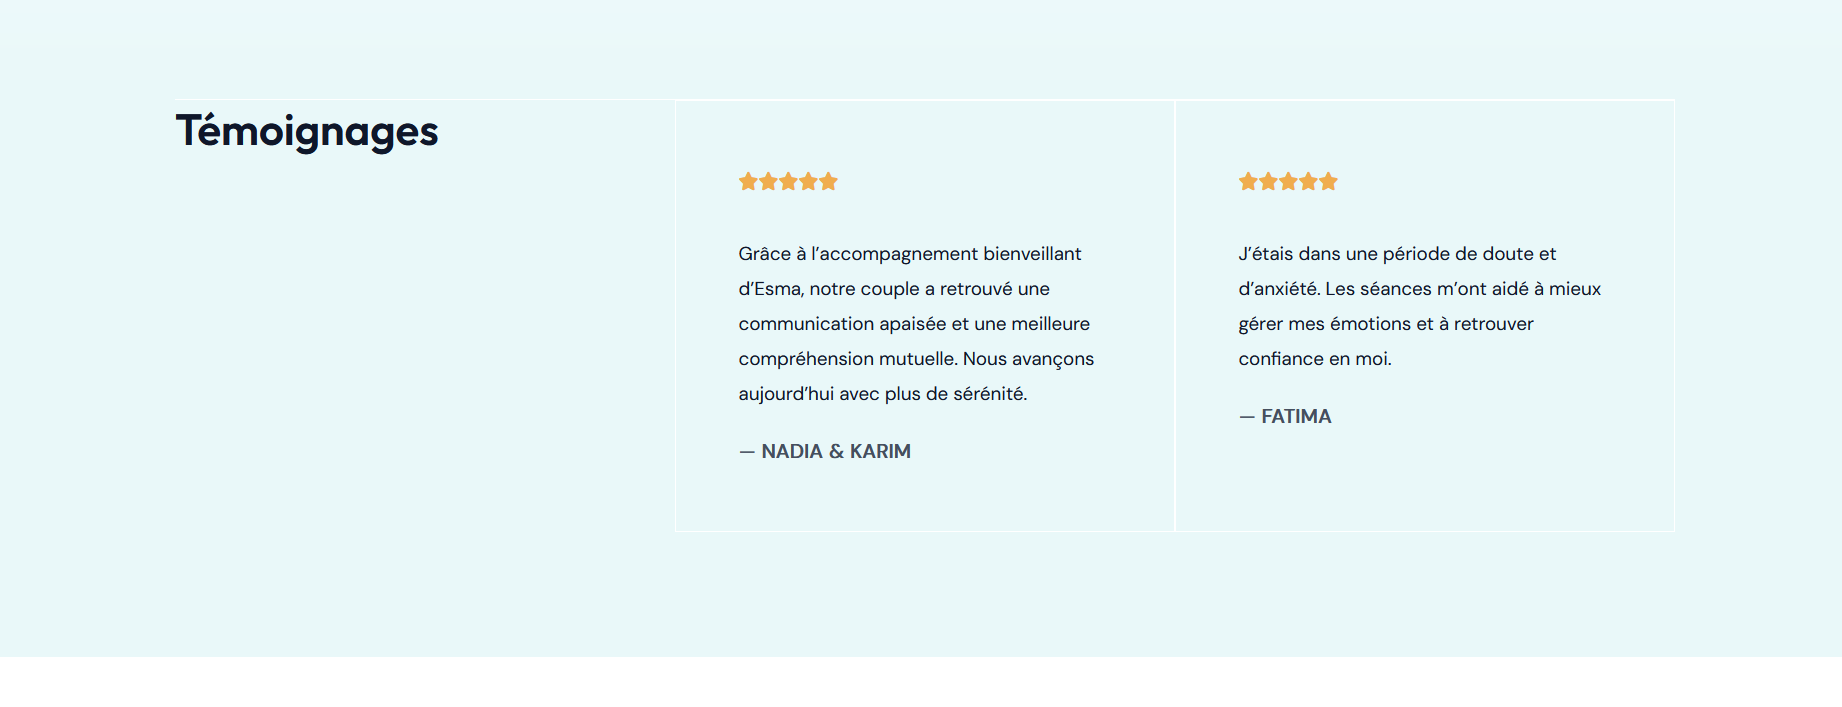 Témoignages
Grâce à l’accompagnement bienveillant
d’Esma, notre couple a retrouvé une
communication apaisée et une meilleure
compréhension mutuelle. Nous avançons
aujourd’hui avec plus de sérénité.
— NADIA & KARIM
J’étais dans une période de doute et
d’anxiété. Les séances m’ont aidé à mieux
gérer mes émotions et à retrouver
confiance en moi.
— FATIMA